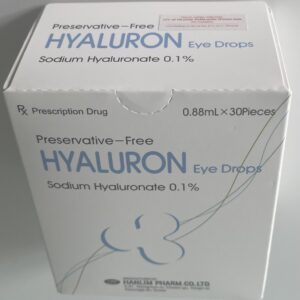 Preservative-Free
HYALURON Eye Drops
Sodium Hyaluronate 0.1%
Rx Prescription Drug
0.88mL×30Pieces
Preservative-Free
HYALURON Eye Drops
Sodium Hyaluronate 0.1%
HANLIM PHARM CO.LTD